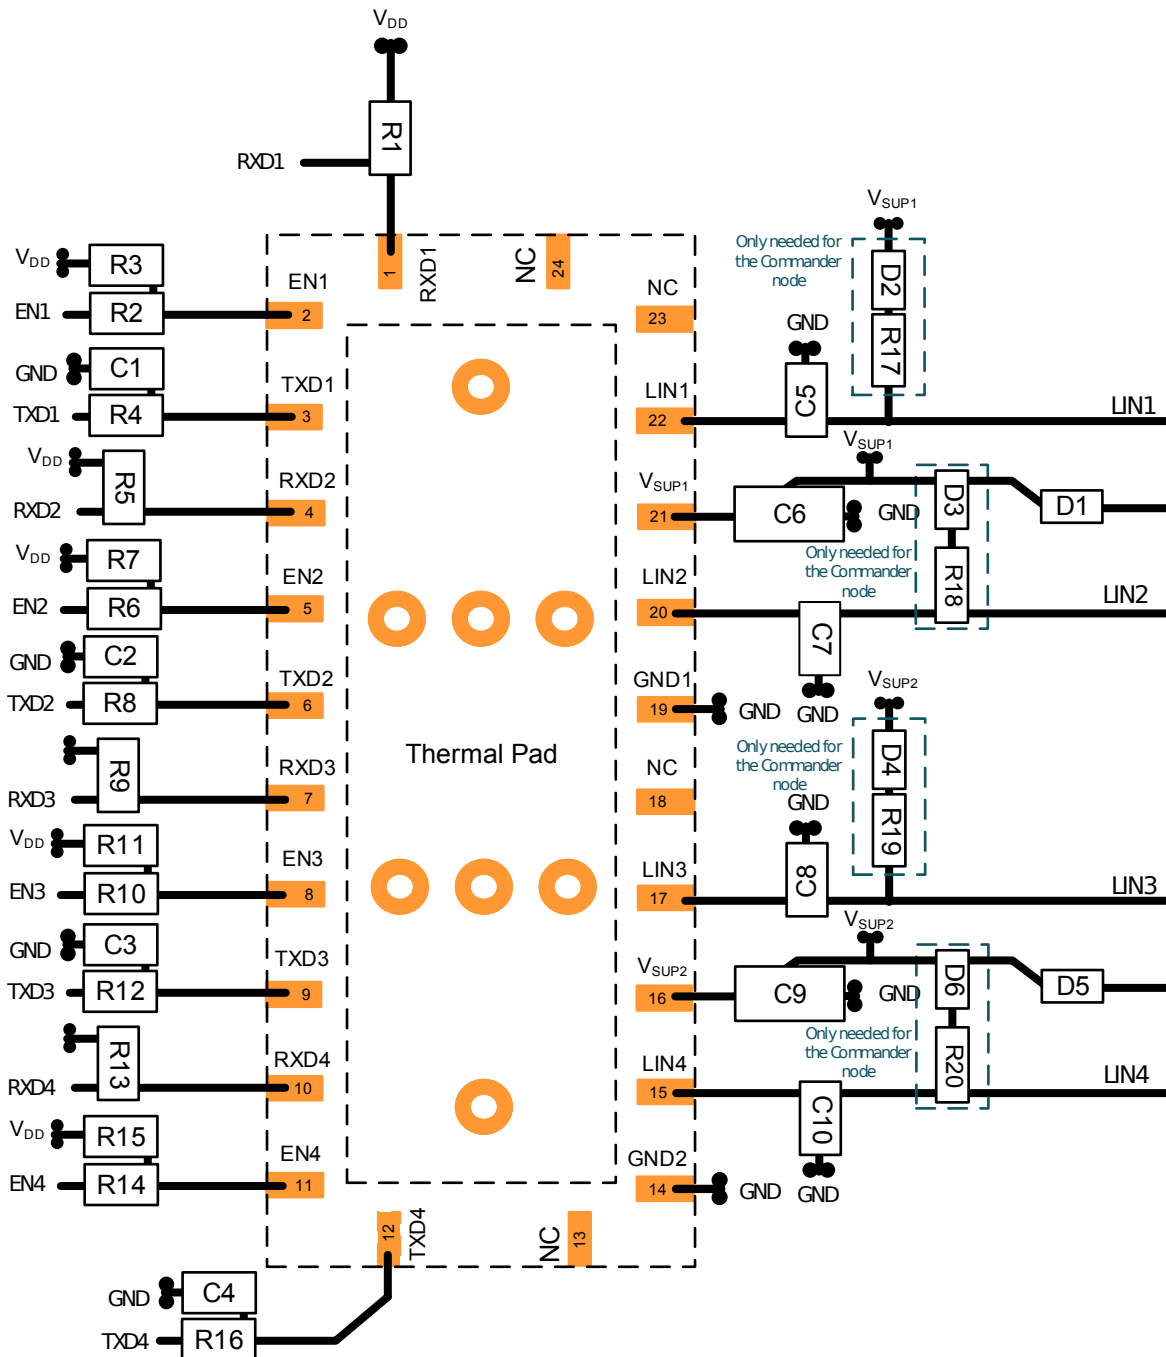 VDD
R1
RXD1
VSUP1
Only needed for
the Commander
node
D2
R17
VDD
R3
EN1
R2
EN1
2
1
RXD1
NC
24
NC
23
GND
C1
TXD1
R4
TXD1
3
LIN1
22
GND
C5
LIN1
VDD
R5
RXD2
RXD2
4
VSUP1
21
C6
GND
VSUP1
D3
D1
Only needed for
the Commander
node
R18
VDD
R7
EN2
R6
EN2
5
LIN2
20
C7
GND
LIN2
GND
C2
TXD2
R8
TXD2
6
GND1
19
GND
VSUP2
Thermal Pad
Only needed for
the Commander
node
D4
R19
R9
RXD3
RXD3
7
NC
18
GND
C8
VDD
R11
EN3
R10
EN3
8
LIN3
17
LIN3
GND
C3
TXD3
R12
TXD3
9
VSUP2
16
C9
GND
VSUP2
D6
D5
Only needed for
the Commander
node
R20
R13
RXD4
RXD4
10
LIN4
15
C10
GND
LIN4
VDD
R15
EN4
R14
EN4
11
GND2
14
GND
12
TXD4
NC
13
GND
C4
TXD4
R16